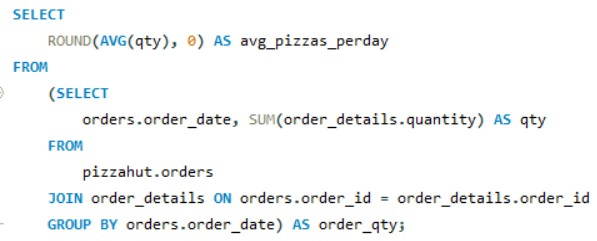 SELECT
ROUND(AVG(qty), 0) AS avg_pizzas_perday
FROM
(SELECT
orders.order_date, SUM(order_details.quantity) AS qty
FROM
pizzahut.orders
JOIN order_details ON orders.order_id = order_details.order_id
GROUP BY orders.order_date) AS order_qty;